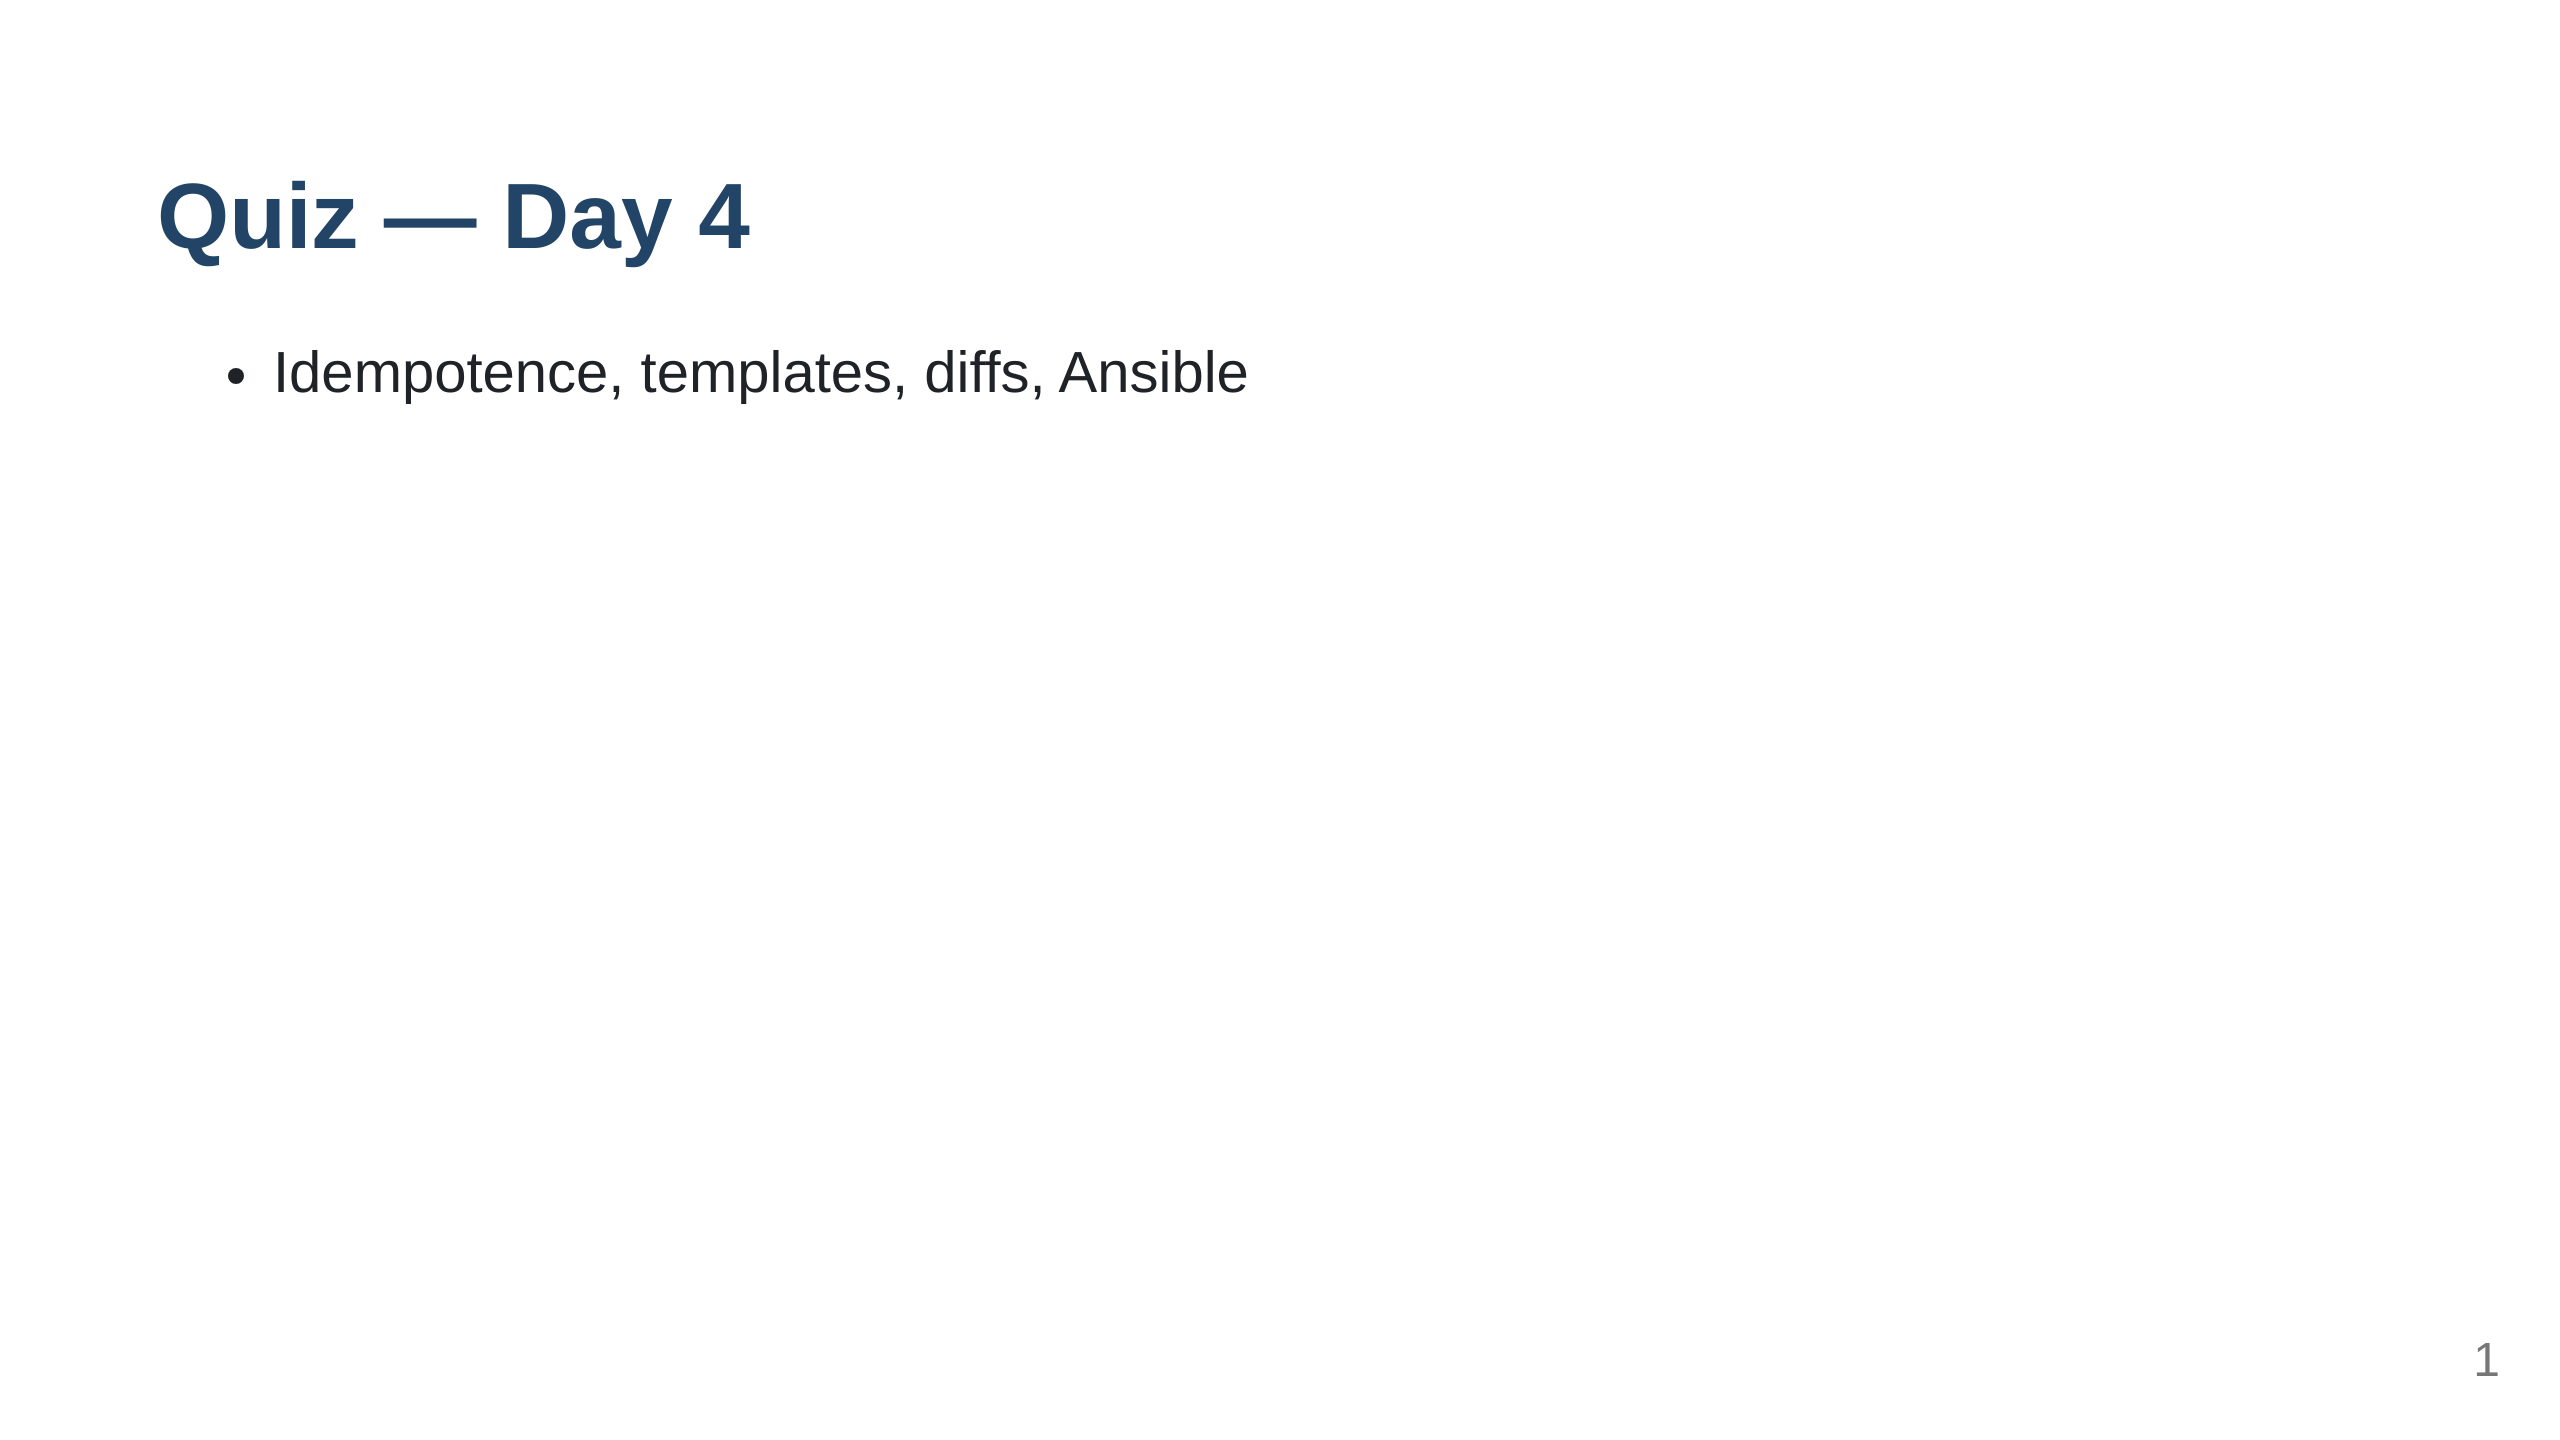 Quiz — Day 4
• Idempotence, templates, diffs, Ansible
1